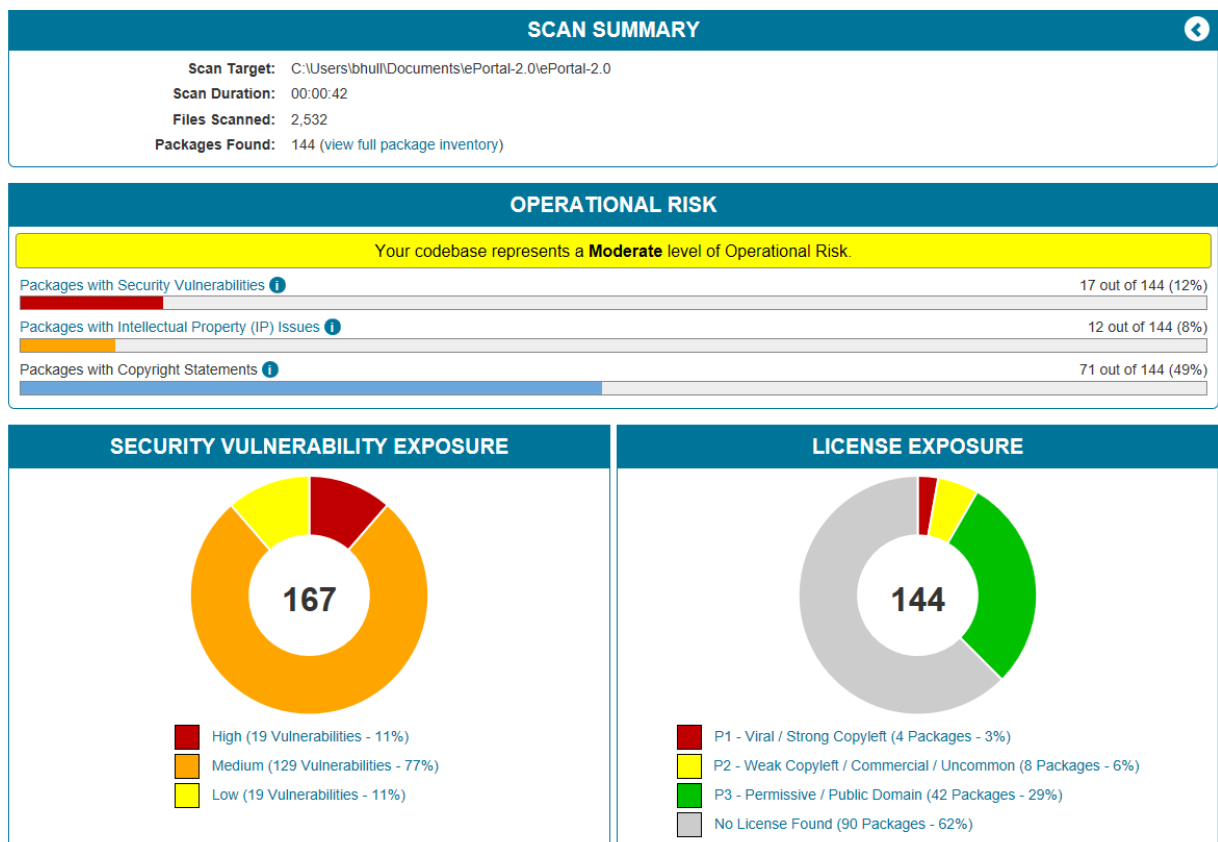 SCAN SUMMARY
Scan Target: C:\Users\bhull\Documents\ePortal-2.0\ePortal-2.0
Scan Duration: 00:00:42
Files Scanned: 2,532
Packages Found: 144 (view full package inventory)
OPERATIONAL RISK
Your codebase represents a Moderate level of Operational Risk.
Packages with Security Vulnerabilities i 17 out of 144 (12%)
Packages with Intellectual Property (IP) Issues i 12 out of 144 (8%)
Packages with Copyright Statements i 71 out of 144 (49%)
SECURITY VULNERABILITY EXPOSURE
167
High (19 Vulnerabilities - 11%)
Medium (129 Vulnerabilities - 77%)
Low (19 Vulnerabilities - 11%)
LICENSE EXPOSURE
144
P1 - Viral / Strong Copyleft (4 Packages - 3%)
P2 - Weak Copyleft / Commercial / Uncommon (8 Packages - 6%)
P3 - Permissive / Public Domain (42 Packages - 29%)
No License Found (90 Packages - 62%)